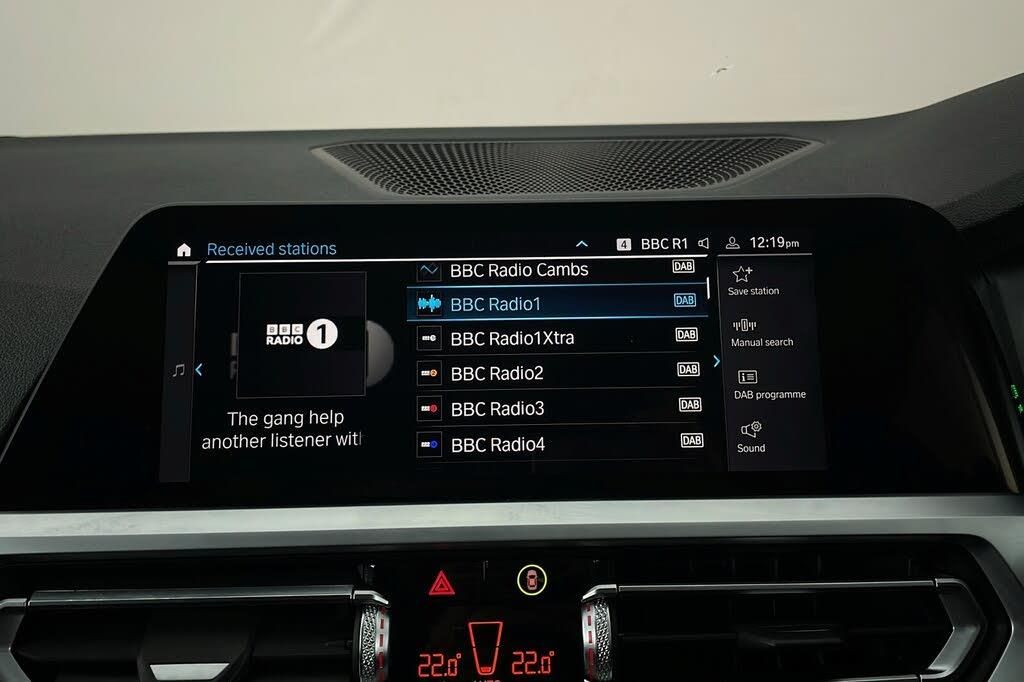 Received stations
4 BBC R1 12:19pm
BBC Radio Cambs DAB
BBC Radio1 DAB
BBC Radio1Xtra DAB
BBC Radio2 DAB
BBC Radio3 DAB
BBC Radio4 DAB
BBC
RADIO 1
The gang help
another listener with
Save station
Manual search
DAB programme
Sound
22.0° 22.0°